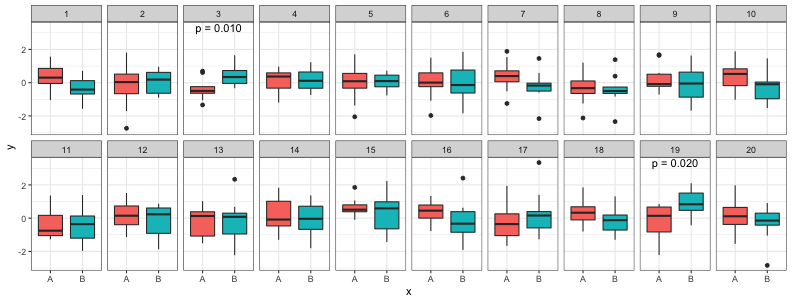 1 2 3 4 5 6 7 8 9 10
p = 0.010
2
0
-2
y
11 12 13 14 15 16 17 18 19 20
p = 0.020
2
0
-2
A B A B A B A B A B A B A B A B A B A B
x